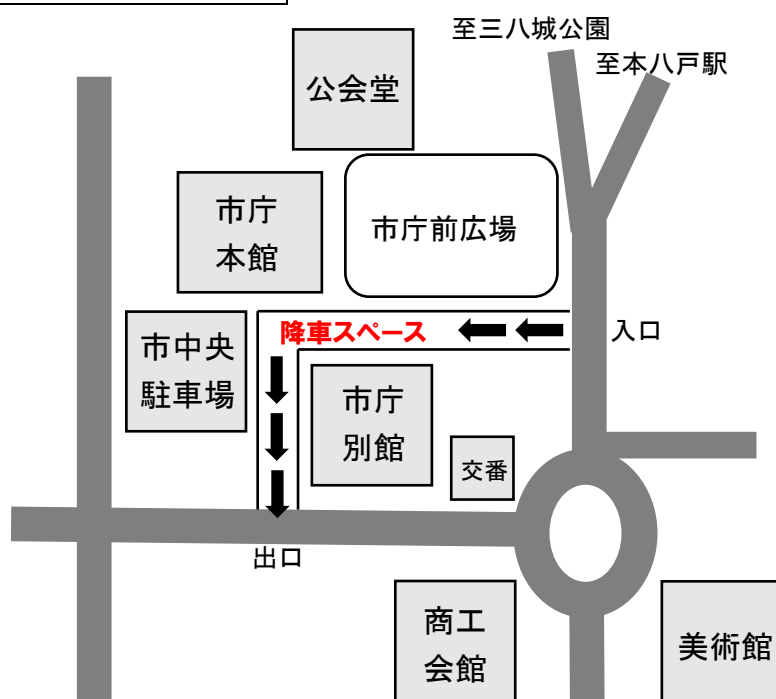 至三八城公園
至本八戸駅
公会堂
市庁
本館
市庁前広場
降車スペース
入口
市中央
駐車場
市庁
別館
交番
出口
商工
会館
美術館